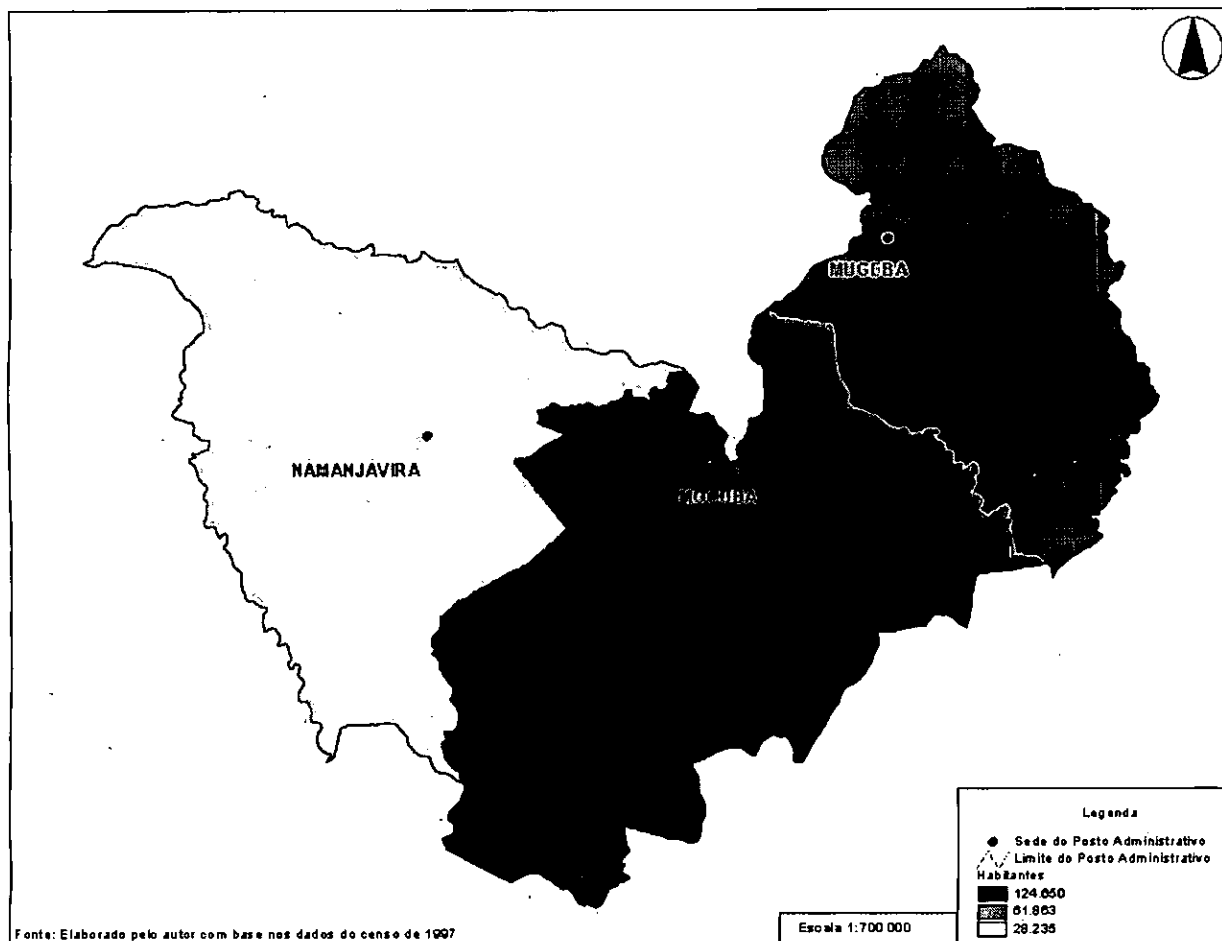 MUGEBA
NAMANJAVIRA
MOCUBA
Legenda
Sede do Posto Administrativo
Limite do Posto Administrativo
Habitantes
124.650
61.863
28.235
Escala 1:700 000
Fonte: Elaborado pelo autor com base nos dados do censo de 1997